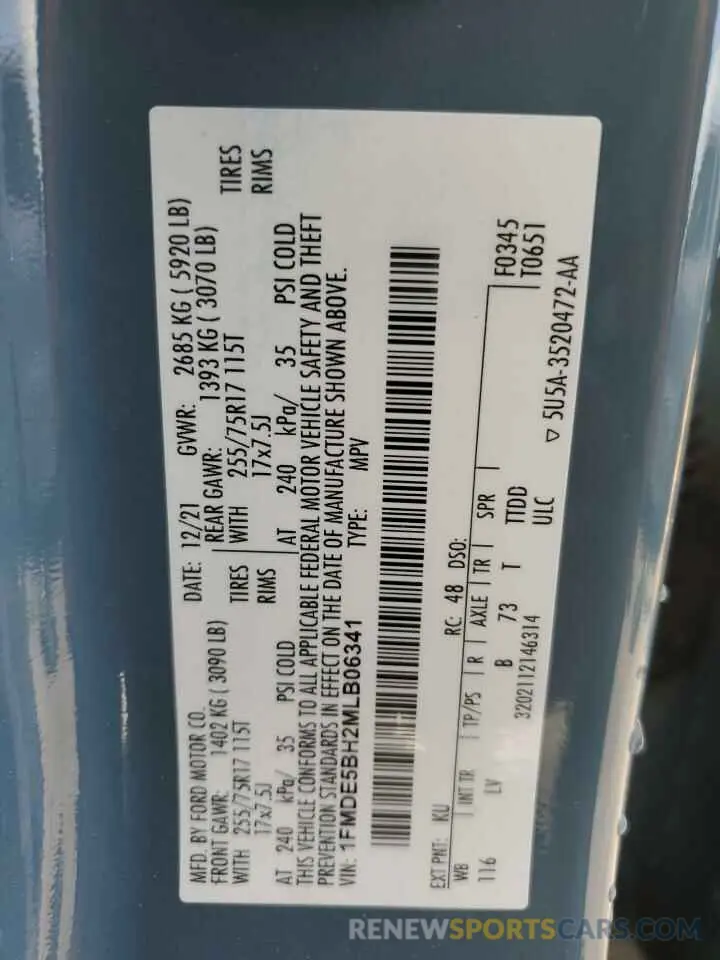 MFD. BY FORD MOTOR CO. DATE: 12/21 GVWR: 2685 KG ( 5920 LB)
FRONT GAWR: 1402 KG ( 3090 LB) REAR GAWR: 1393 KG ( 3070 LB)
WITH 255/75R17 115T TIRES WITH 255/75R17 115T TIRES
17x7.5J RIMS 17x7.5J RIMS
AT 240 kPa/ 35 PSI COLD AT 240 kPa/ 35 PSI COLD
THIS VEHICLE CONFORMS TO ALL APPLICABLE FEDERAL MOTOR VEHICLE SAFETY AND THEFT
PREVENTION STANDARDS IN EFFECT ON THE DATE OF MANUFACTURE SHOWN ABOVE.
VIN: 1FMDE5BH2MLB06341 TYPE: MPV
EXT PNT: KU RC: 48 DSO: F0345
WB INT TR TP/PS R AXLE TR SPR T0651
116 LV B 73 T TTDD
3202112146314 ULC
▽ 5U5A-3520472-AA
RENEWSPORTSCARS.COM